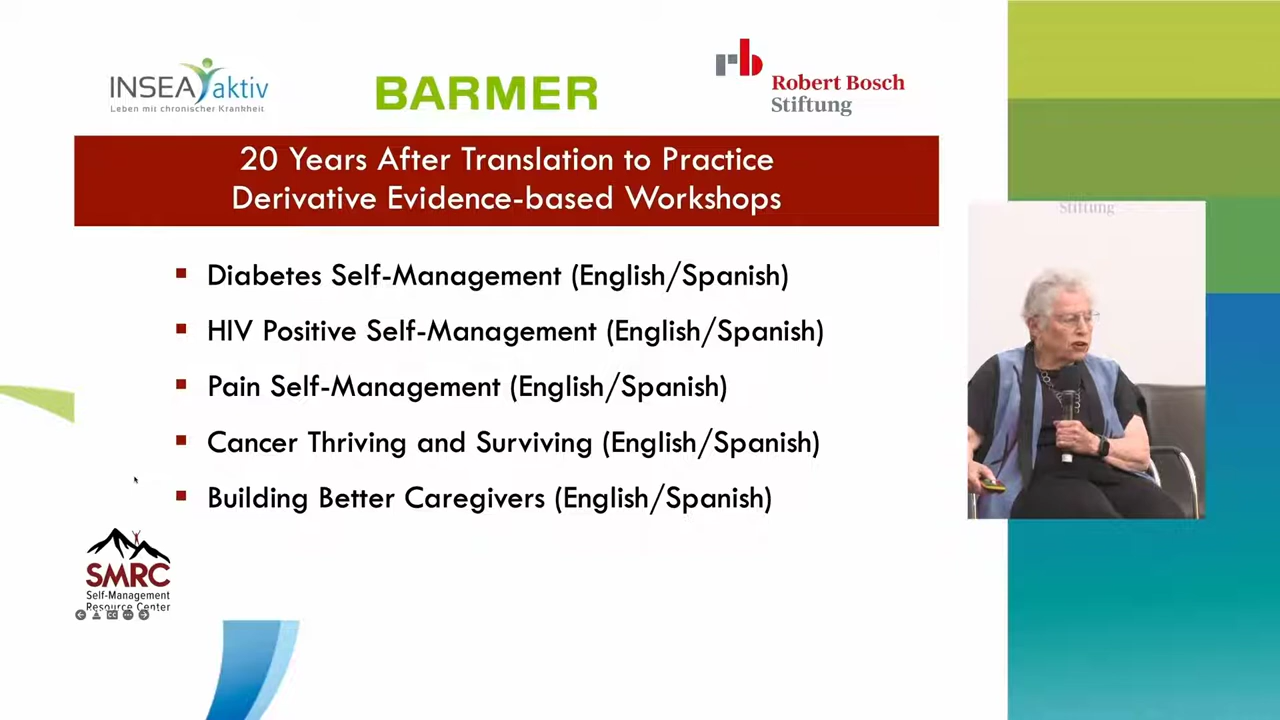 INSEA aktiv
Leben mit chronischer Krankheit
BARMER
rb
Robert Bosch
Stiftung
20 Years After Translation to Practice
Derivative Evidence-based Workshops
Stiftung
Diabetes Self-Management (English/Spanish)
HIV Positive Self-Management (English/Spanish)
Pain Self-Management (English/Spanish)
Cancer Thriving and Surviving (English/Spanish)
Building Better Caregivers (English/Spanish)
SMRC
Self-Management
Resource Center